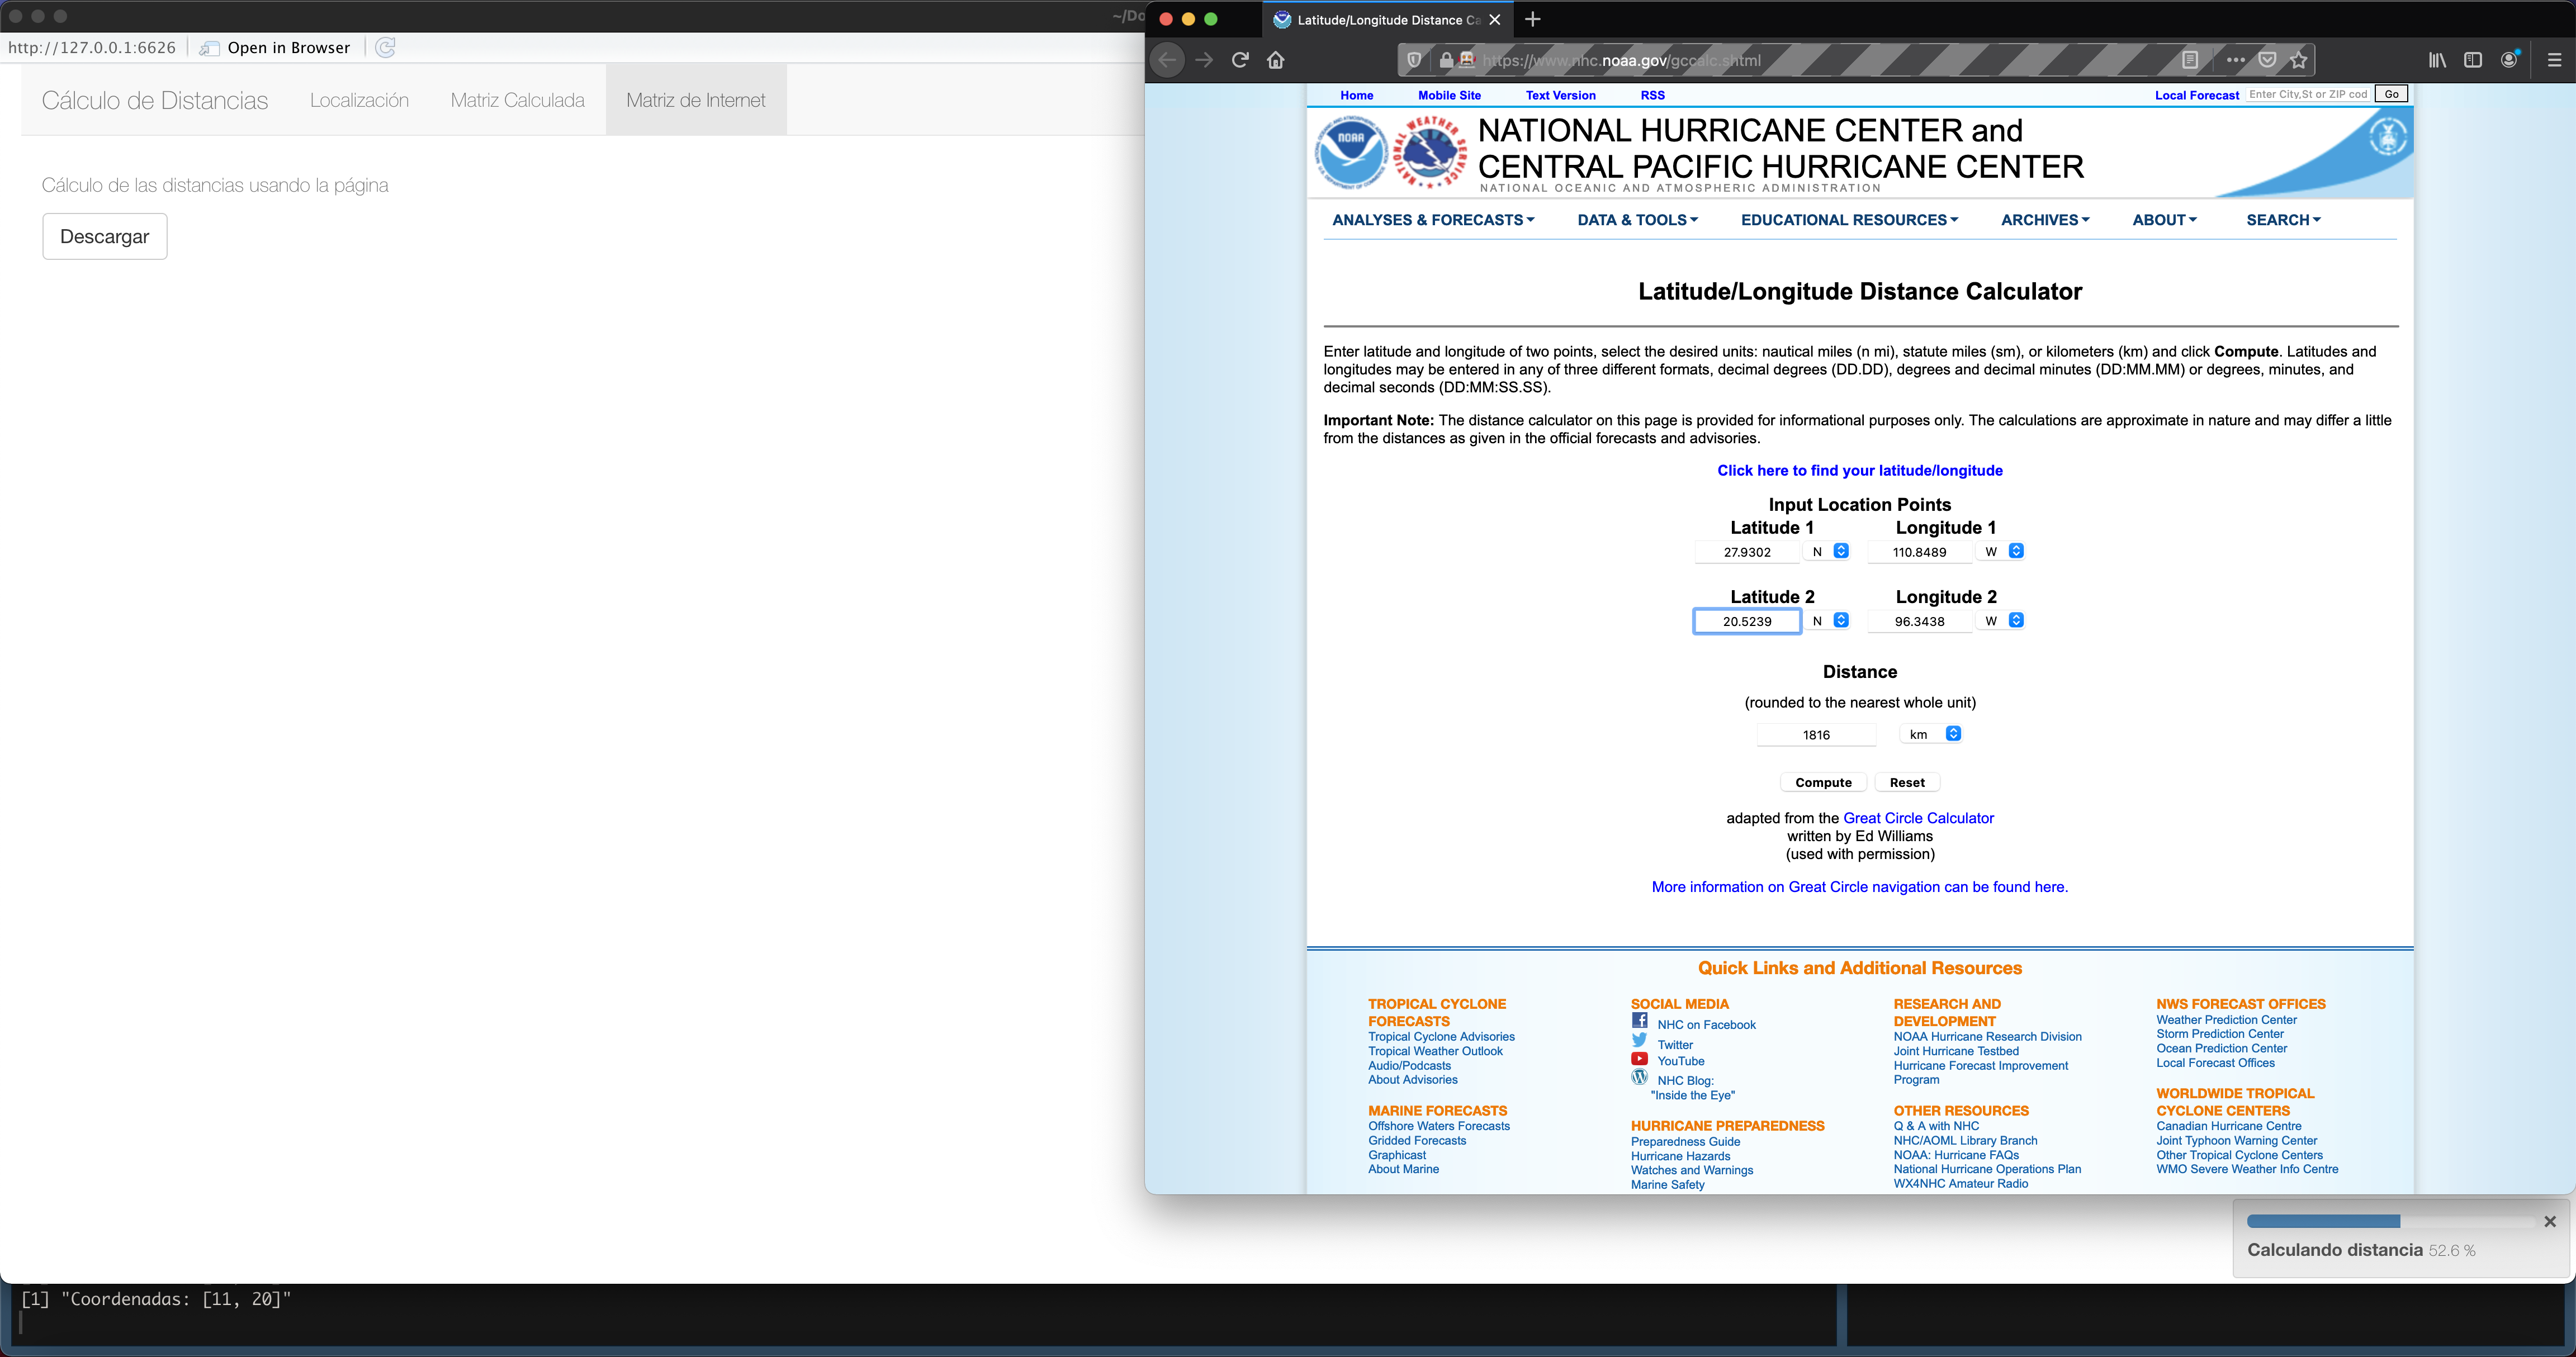 ~/Do
http://127.0.0.1:6626
Open in Browser
Cálculo de Distancias
Localización
Matriz Calculada
Matriz de Internet
Cálculo de las distancias usando la página
Descargar
Latitude/Longitude Distance Ca
https://www.nhc.noaa.gov/gccalc.shtml
Home
Mobile Site
Text Version
RSS
Local Forecast
Enter City,St or ZIP cod
Go
NOAA
NATIONAL HURRICANE CENTER and
CENTRAL PACIFIC HURRICANE CENTER
NATIONAL OCEANIC AND ATMOSPHERIC ADMINISTRATION
ANALYSES & FORECASTS
DATA & TOOLS
EDUCATIONAL RESOURCES
ARCHIVES
ABOUT
SEARCH
Latitude/Longitude Distance Calculator
Enter latitude and longitude of two points, select the desired units: nautical miles (n mi), statute miles (sm), or kilometers (km) and click Compute. Latitudes and
longitudes may be entered in any of three different formats, decimal degrees (DD.DD), degrees and decimal minutes (DD:MM.MM) or degrees, minutes, and
decimal seconds (DD:MM:SS.SS).
Important Note: The distance calculator on this page is provided for informational purposes only. The calculations are approximate in nature and may differ a little
from the distances as given in the official forecasts and advisories.
Click here to find your latitude/longitude
Input Location Points
Latitude 1 Longitude 1
27.9302 N 110.8489 W
Latitude 2 Longitude 2
20.5239 N 96.3438 W
Distance
(rounded to the nearest whole unit)
1816 km
Compute Reset
adapted from the Great Circle Calculator
written by Ed Williams
(used with permission)
More information on Great Circle navigation can be found here.
Quick Links and Additional Resources
TROPICAL CYCLONE
FORECASTS
Tropical Cyclone Advisories
Tropical Weather Outlook
Audio/Podcasts
About Advisories
MARINE FORECASTS
Offshore Waters Forecasts
Gridded Forecasts
Graphicast
About Marine
SOCIAL MEDIA
NHC on Facebook
Twitter
YouTube
NHC Blog:
"Inside the Eye"
HURRICANE PREPAREDNESS
Preparedness Guide
Hurricane Hazards
Watches and Warnings
Marine Safety
RESEARCH AND
DEVELOPMENT
NOAA Hurricane Research Division
Joint Hurricane Testbed
Hurricane Forecast Improvement
Program
OTHER RESOURCES
Q & A with NHC
NHC/AOML Library Branch
NOAA: Hurricane FAQs
National Hurricane Operations Plan
WX4NHC Amateur Radio
NWS FORECAST OFFICES
Weather Prediction Center
Storm Prediction Center
Ocean Prediction Center
Local Forecast Offices
WORLDWIDE TROPICAL
CYCLONE CENTERS
Canadian Hurricane Centre
Joint Typhoon Warning Center
Other Tropical Cyclone Centers
WMO Severe Weather Info Centre
Calculando distancia 52.6 %
[1] "Coordenadas: [11, 20]"